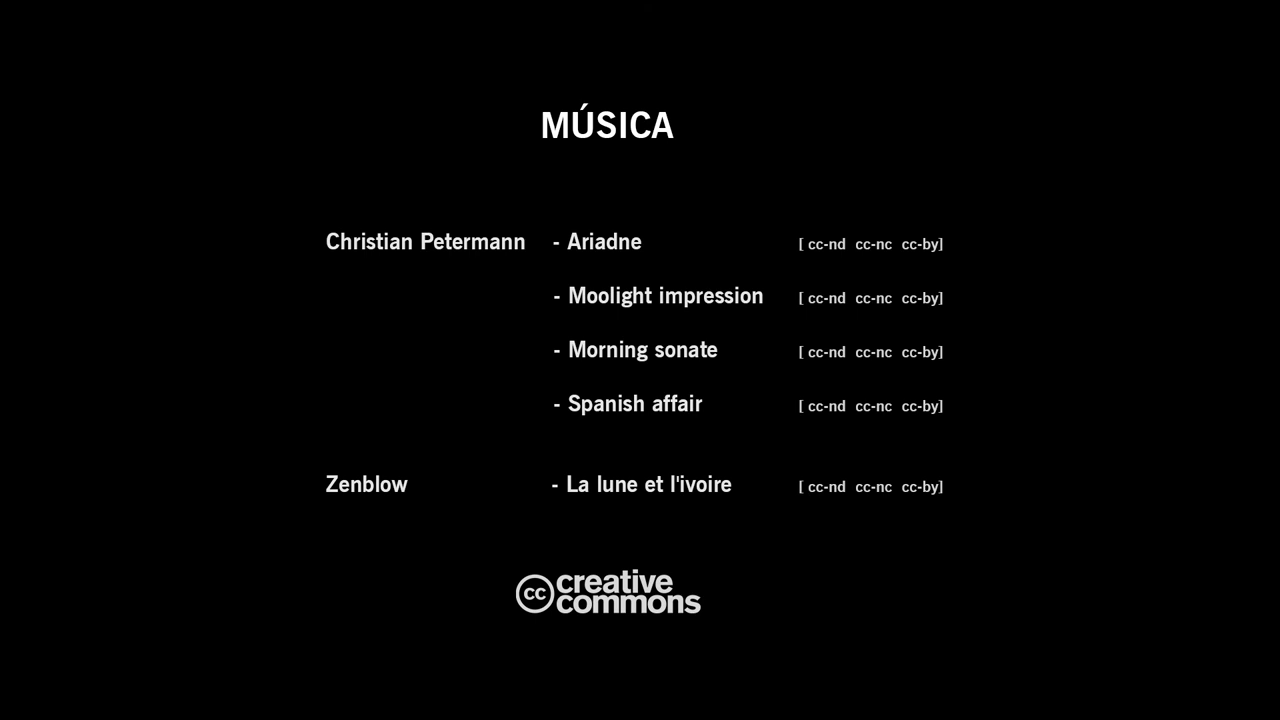 MÚSICA
Christian Petermann - Ariadne [ cc-nd cc-nc cc-by]
- Moolight impression [ cc-nd cc-nc cc-by]
- Morning sonate [ cc-nd cc-nc cc-by]
- Spanish affair [ cc-nd cc-nc cc-by]
Zenblow - La lune et l'ivoire [ cc-nd cc-nc cc-by]
cc creative
commons